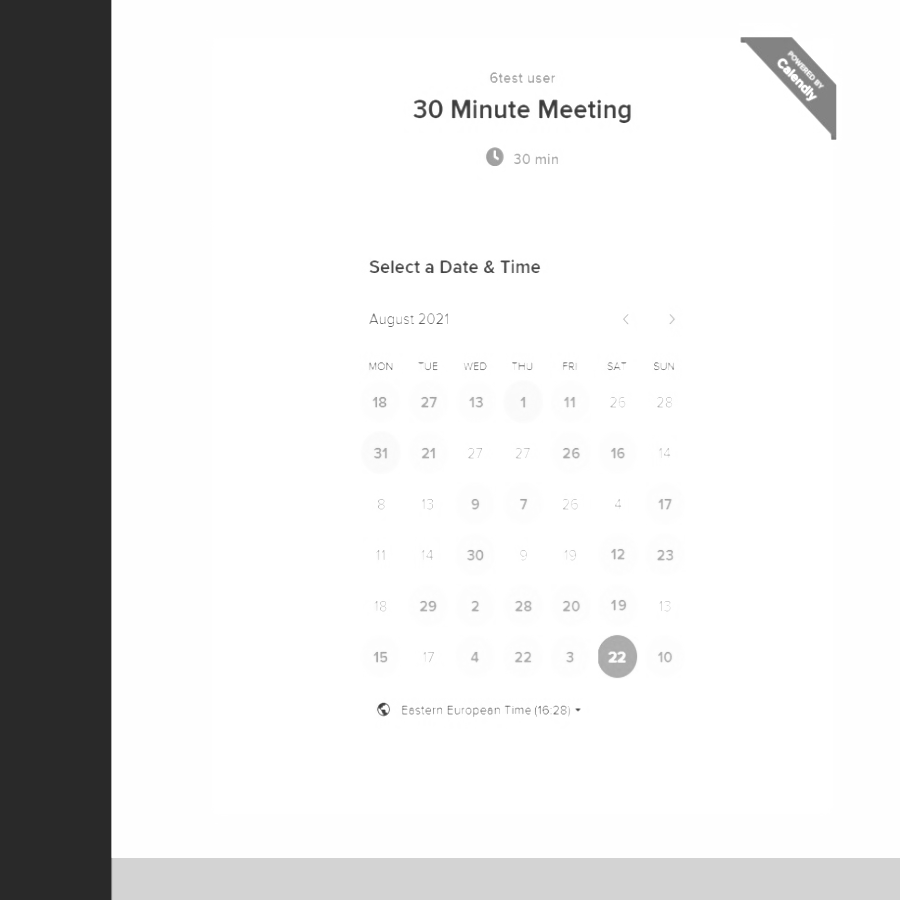 POWERED BY
Calendly
6test user
30 Minute Meeting
30 min
Select a Date & Time
August 2021
MON TUE WED THU FRI SAT SUN
18 27 13 1 11 26 28
31 21 27 27 26 16 14
8 13 9 7 26 4 17
11 14 30 9 19 12 23
18 29 2 28 20 19 13
15 17 4 22 3 22 10
Eastern European Time (16:28)